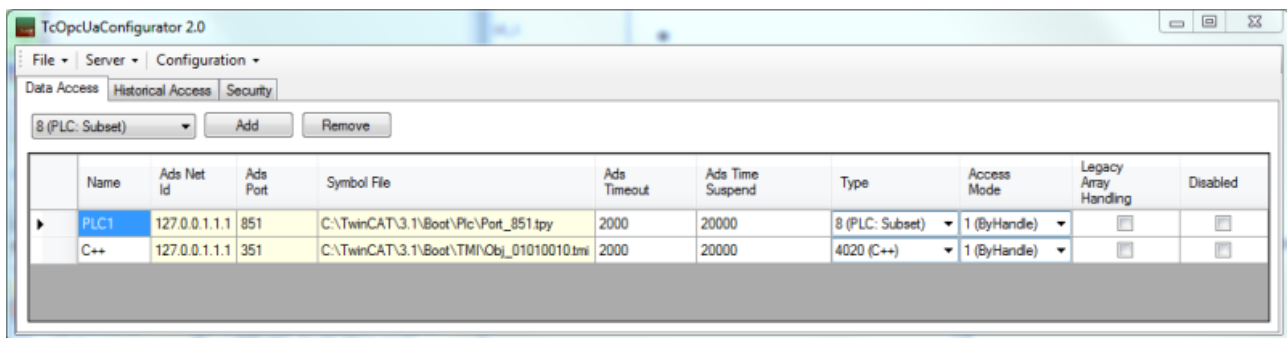 TcOpcUaConfigurator 2.0
File Server Configuration
Data Access Historical Access Security
8 (PLC: Subset) Add Remove
Name Ads Net Id Ads Port Symbol File Ads Timeout Ads Time Suspend Type Access Mode Legacy Array Handling Disabled
PLC1 127.0.0.1.1.1 851 C:\TwinCAT\3.1\Boot\Plc\Port_851.tpy 2000 20000 8 (PLC: Subset) 1 (ByHandle)
C++ 127.0.0.1.1.1 351 C:\TwinCAT\3.1\Boot\TMI\Obj_01010010.tmi 2000 20000 4020 (C++) 1 (ByHandle)